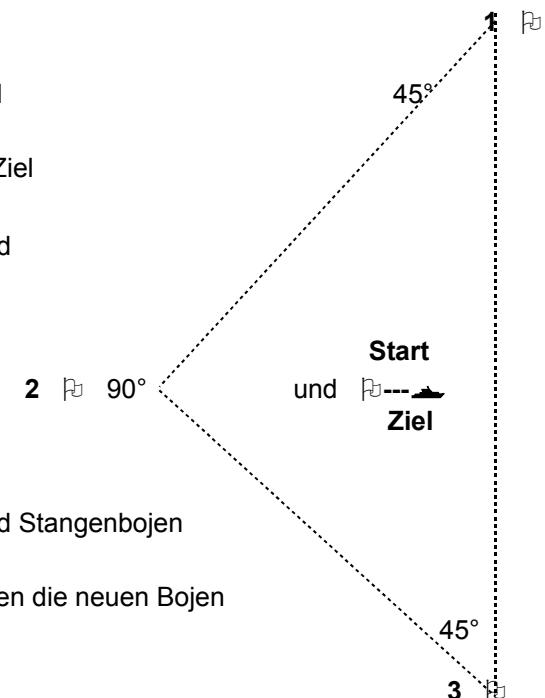 1
45°
Ziel
d
Start
2 90° und ---
Ziel
d Stangenbojen
en die neuen Bojen
45°
3